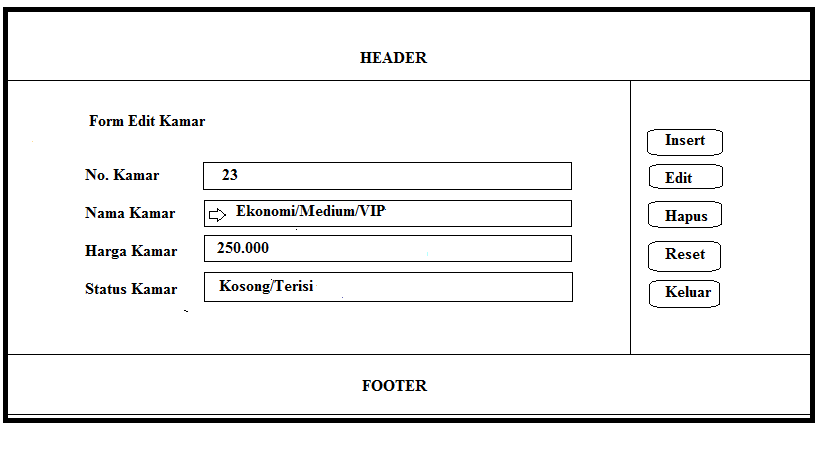 HEADER
Form Edit Kamar
No. Kamar 23
Nama Kamar Ekonomi/Medium/VIP
Harga Kamar 250.000
Status Kamar Kosong/Terisi
Insert
Edit
Hapus
Reset
Keluar
FOOTER